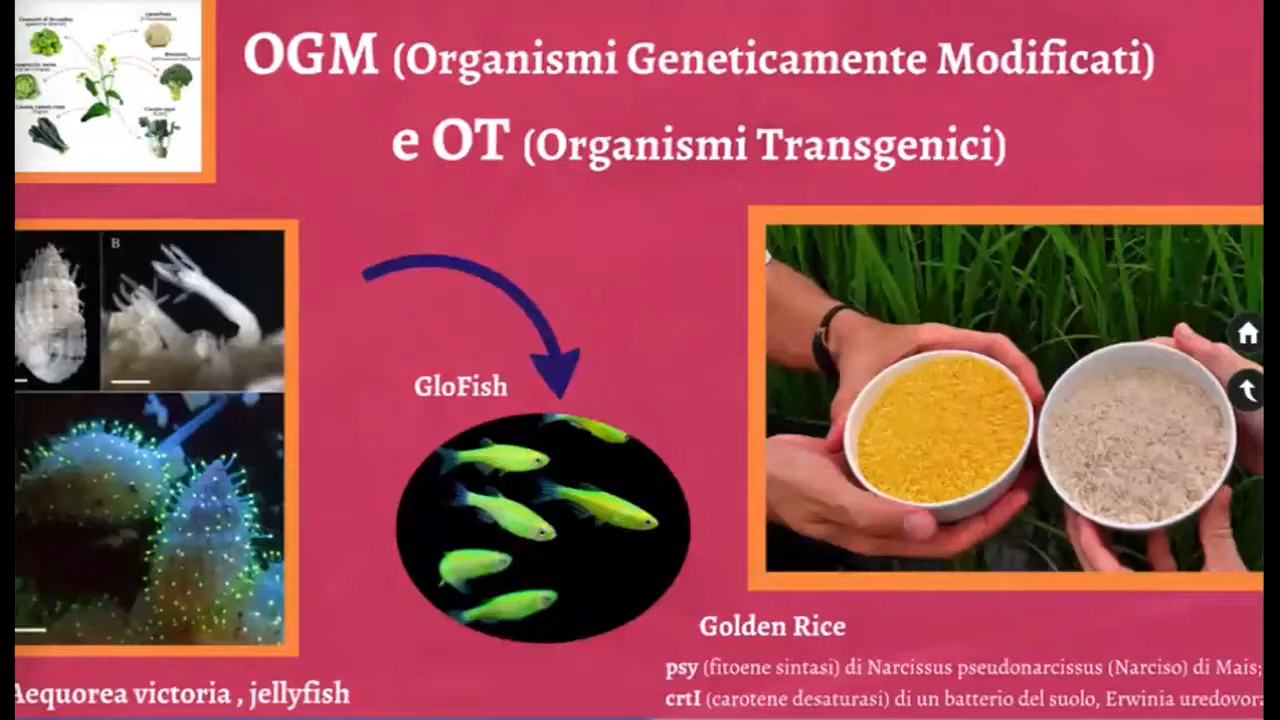 OGM (Organismi Geneticamente Modificati)
e OT (Organismi Transgenici)
B
GloFish
Aequorea victoria , jellyfish
Golden Rice
psy (fitoene sintasi) di Narcissus pseudonarcissus (Narciso) di Mais;
crtI (carotene desaturasi) di un batterio del suolo, Erwinia uredovora